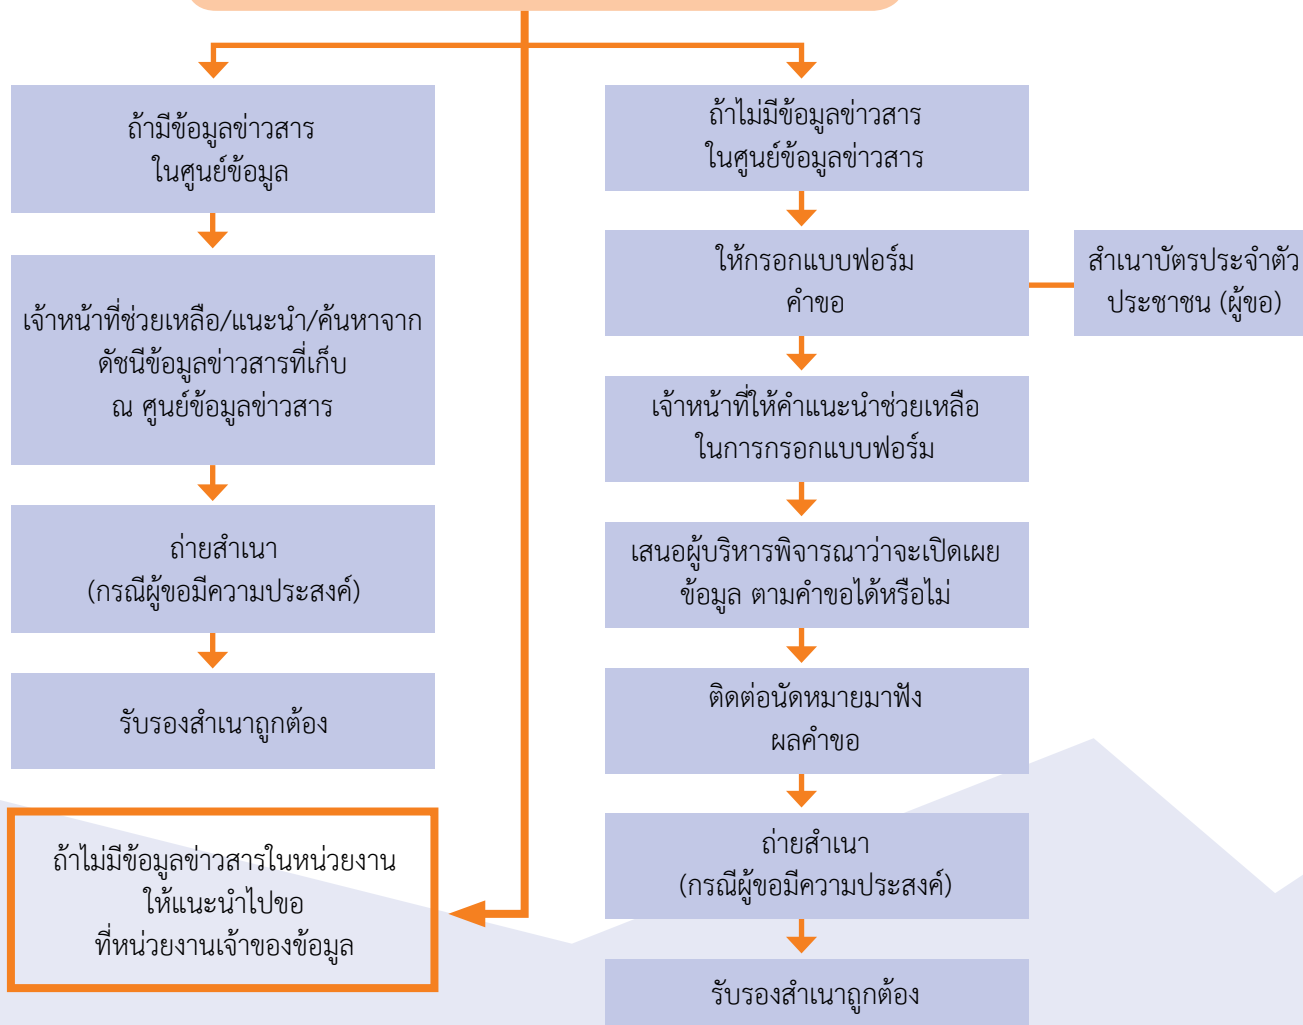 ถ้ามีข้อมูลข่าวสาร
ในศูนย์ข้อมูล
เจ้าหน้าที่ช่วยเหลือ/แนะนำ/ค้นหาจาก
ดัชนีข้อมูลข่าวสารที่เก็บ
ณ ศูนย์ข้อมูลข่าวสาร
ถ่ายสำเนา
(กรณีผู้ขอมีความประสงค์)
รับรองสำเนาถูกต้อง
ถ้าไม่มีข้อมูลข่าวสารในหน่วยงาน
ให้แนะนำไปขอ
ที่หน่วยงานเจ้าของข้อมูล
ถ้าไม่มีข้อมูลข่าวสาร
ในศูนย์ข้อมูลข่าวสาร
ให้กรอกแบบฟอร์ม
คำขอ
สำเนาบัตรประจำตัว
ประชาชน (ผู้ขอ)
เจ้าหน้าที่ให้คำแนะนำช่วยเหลือ
ในการกรอกแบบฟอร์ม
เสนอผู้บริหารพิจารณาว่าจะเปิดเผย
ข้อมูล ตามคำขอได้หรือไม่
ติดต่อนัดหมายมาฟัง
ผลคำขอ
ถ่ายสำเนา
(กรณีผู้ขอมีความประสงค์)
รับรองสำเนาถูกต้อง